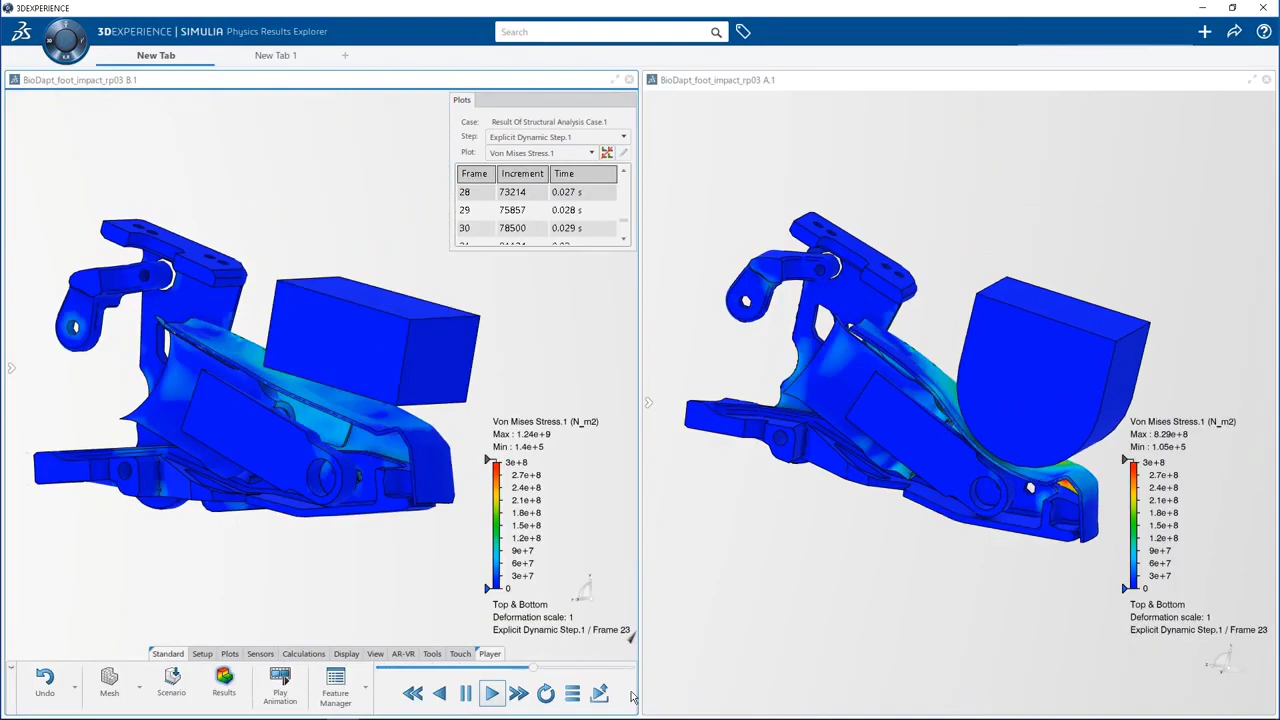 3DEXPERIENCE
3DEXPERIENCE | SIMULIA Physics Results Explorer
Search
New Tab
New Tab 1
BioDapt_foot_impact_rp03 B.1
Plots
Case: Result Of Structural Analysis Case.1
Step: Explicit Dynamic Step.1
Plot: Von Mises Stress.1
Frame Increment Time
28 73214 0.027 s
29 75857 0.028 s
30 78500 0.029 s
Von Mises Stress.1 (N_m2)
Max : 1.24e+9
Min : 1.4e+5
3e+8
2.7e+8
2.4e+8
2.1e+8
1.8e+8
1.5e+8
1.2e+8
9e+7
6e+7
3e+7
0
Top & Bottom
Deformation scale: 1
Explicit Dynamic Step.1 / Frame 23
BioDapt_foot_impact_rp03 A.1
Von Mises Stress.1 (N_m2)
Max : 8.29e+8
Min : 1.05e+5
3e+8
2.7e+8
2.4e+8
2.1e+8
1.8e+8
1.5e+8
1.2e+8
9e+7
6e+7
3e+7
0
Top & Bottom
Deformation scale: 1
Explicit Dynamic Step.1 / Frame 23
Standard Setup Plots Sensors Calculations Display View AR-VR Tools Touch Player
Undo
Mesh
Scenario
Results
Play Animation
Feature Manager